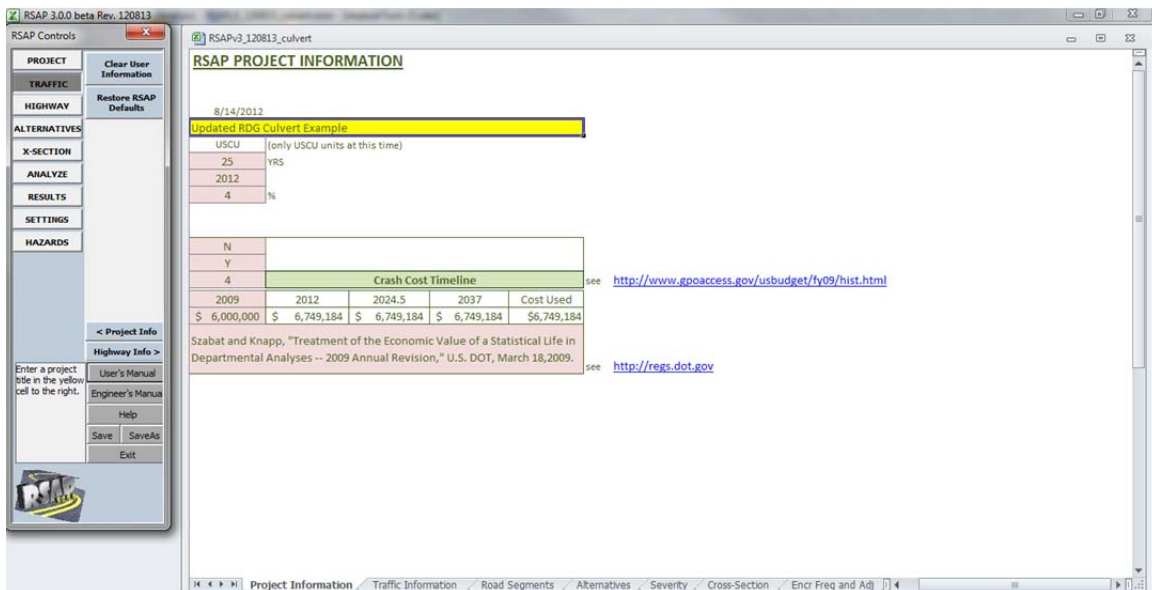 RSAP 3.0.0 beta Rev. 120813
RSAP Controls
PROJECT
TRAFFIC
HIGHWAY
ALTERNATIVES
X-SECTION
ANALYZE
RESULTS
SETTINGS
HAZARDS
Clear User
Information
Restore RSAP
Defaults
< Project Info
Highway Info >
Enter a project
title in the yellow
cell to the right.
User's Manual
Engineer's Manua
Help
Save SaveAs
Exit
RSAP
RSAPv3_120813_culvert
RSAP PROJECT INFORMATION
8/14/2012
Updated RDG Culvert Example
USCU (only USCU units at this time)
25 YRS
2012
4 %
N
Y
4 Crash Cost Timeline see http://www.gpoaccess.gov/usbudget/fy09/hist.html
2009 2012 2024.5 2037 Cost Used
$ 6,000,000 $ 6,749,184 $ 6,749,184 $ 6,749,184 $6,749,184
Szabat and Knapp, "Treatment of the Economic Value of a Statistical Life in
Departmental Analyses -- 2009 Annual Revision," U.S. DOT, March 18,2009.
see http://regs.dot.gov
Project Information Traffic Information Road Segments Alternatives Severity Cross-Section Encr Freq and Adj